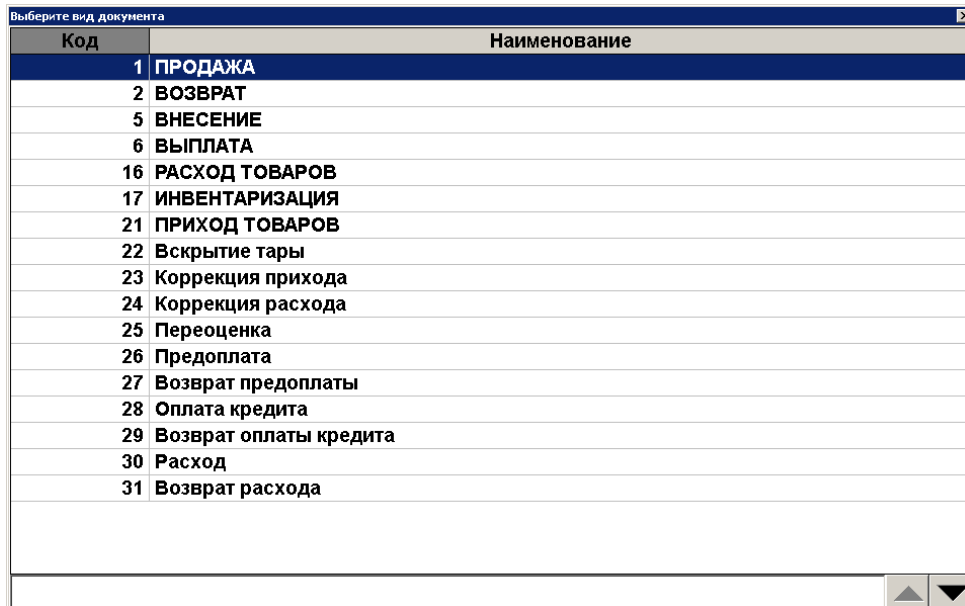 Выберите вид документа
Код Наименование
1 ПРОДАЖА
2 ВОЗВРАТ
5 ВНЕСЕНИЕ
6 ВЫПЛАТА
16 РАСХОД ТОВАРОВ
17 ИНВЕНТАРИЗАЦИЯ
21 ПРИХОД ТОВАРОВ
22 Вскрытие тары
23 Коррекция прихода
24 Коррекция расхода
25 Переоценка
26 Предоплата
27 Возврат предоплаты
28 Оплата кредита
29 Возврат оплаты кредита
30 Расход
31 Возврат расхода